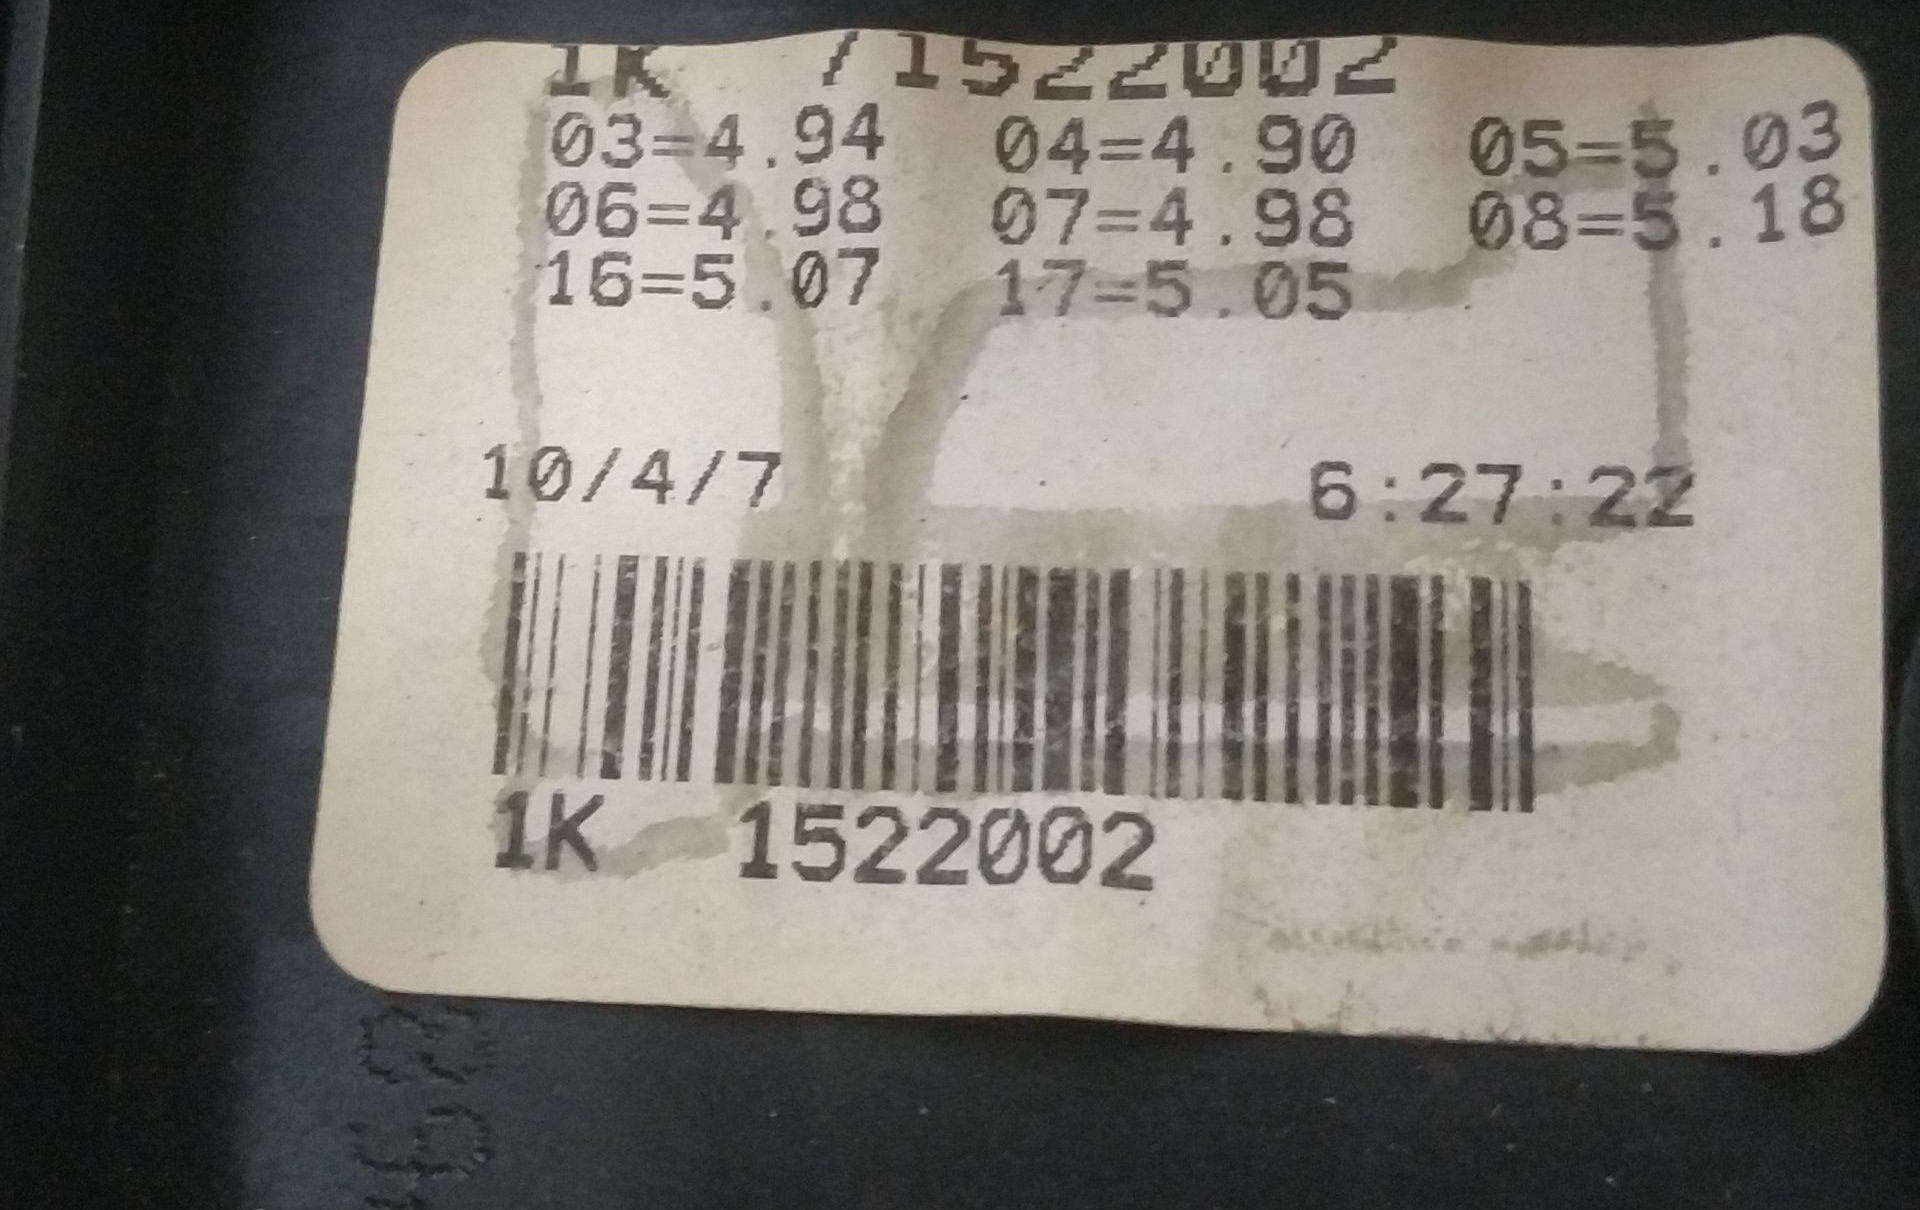 1K /1522002
03=4.94 04=4.90 05=5.03
06=4.98 07=4.98 08=5.18
16=5.07 17=5.05
10/4/7 6:27:22
1K 1522002